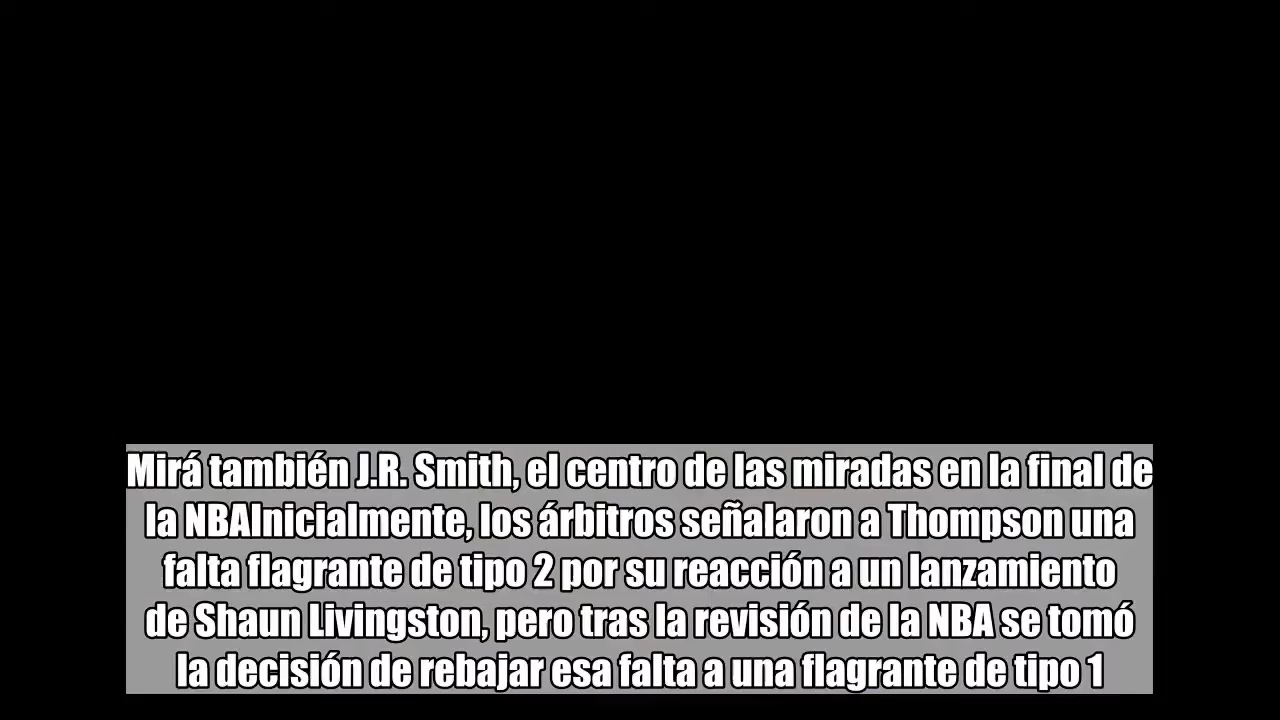 Mirá también J.R. Smith, el centro de las miradas en la final de
la NBAInicialmente, los árbitros señalaron a Thompson una
falta flagrante de tipo 2 por su reacción a un lanzamiento
de Shaun Livingston, pero tras la revisión de la NBA se tomó
la decisión de rebajar esa falta a una flagrante de tipo 1